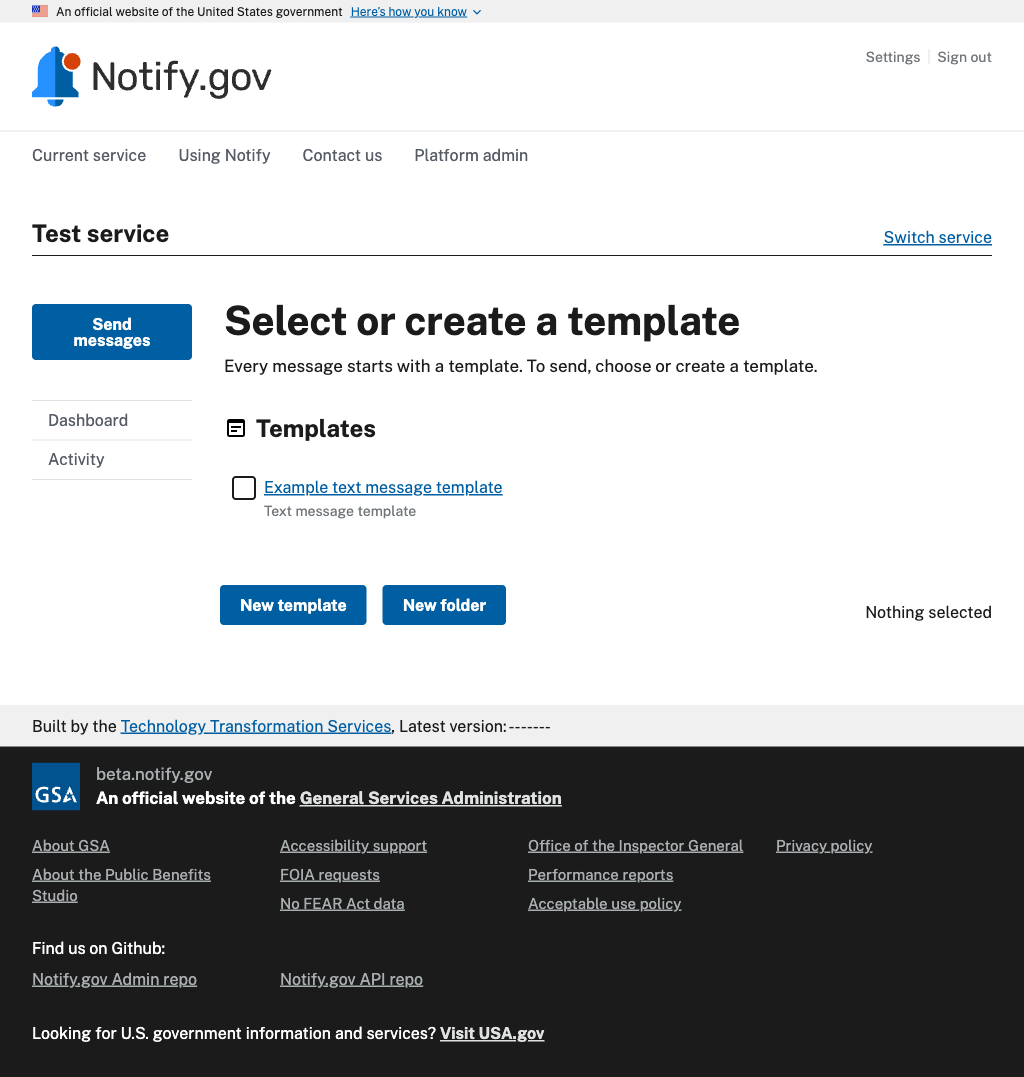 An official website of the United States government Here's how you know
Notify.gov
Settings Sign out
Current service Using Notify Contact us Platform admin
Test service
Switch service
Send
messages
Dashboard
Activity
Select or create a template
Every message starts with a template. To send, choose or create a template.
Templates
Example text message template
Text message template
New template New folder
Nothing selected
Built by the Technology Transformation Services, Latest version:-------
GSA
beta.notify.gov
An official website of the General Services Administration
About GSA
About the Public Benefits
Studio
Accessibility support
FOIA requests
No FEAR Act data
Office of the Inspector General
Performance reports
Acceptable use policy
Privacy policy
Find us on Github:
Notify.gov Admin repo Notify.gov API repo
Looking for U.S. government information and services? Visit USA.gov